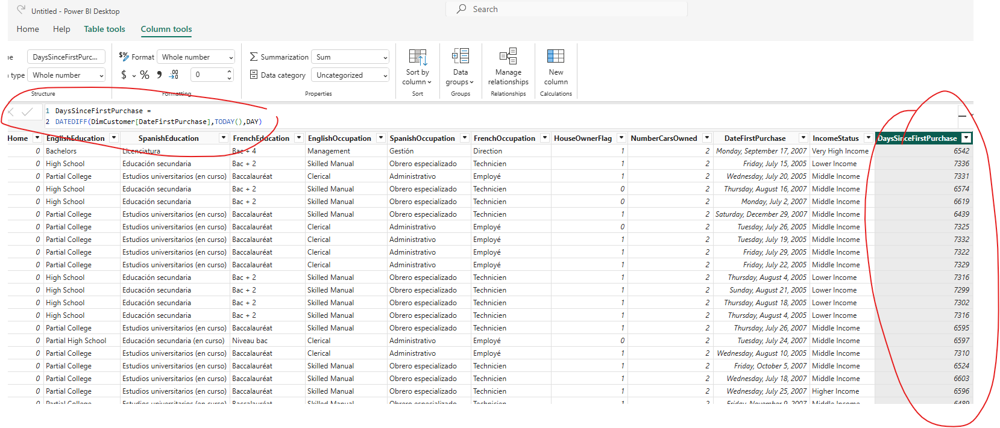 Untitled - Power BI Desktop
Search
Home Help Table tools Column tools
DaysSinceFirstPurc... $% Format Whole number Summarization Sum
type Whole number $ % 0 Data category Uncategorized
Sort by column
Data groups
Manage relationships
New column
Structure Formatting Properties Sort Groups Relationships Calculations
1 DaysSinceFirstPurchase =
2 DATEDIFF(DimCustomer[DateFirstPurchase],TODAY(),DAY)
Home EnglishEducation SpanishEducation FrenchEducation EnglishOccupation SpanishOccupation FrenchOccupation HouseOwnerFlag NumberCarsOwned DateFirstPurchase IncomeStatus DaysSinceFirstPurchase
0 Bachelors Licenciatura Bac + 4 Management Gestión Direction 1 2 Monday, September 17, 2007 Very High Income 6542
0 High School Educación secundaria Bac + 2 Skilled Manual Obrero especializado Technicien 1 2 Friday, July 15, 2005 Lower Income 7336
0 Partial College Estudios universitarios (en curso) Baccalauréat Clerical Administrativo Employé 1 2 Wednesday, July 20, 2005 Middle Income 7331
0 High School Educación secundaria Bac + 2 Skilled Manual Obrero especializado Technicien 0 2 Thursday, August 16, 2007 Middle Income 6574
0 High School Educación secundaria Bac + 2 Skilled Manual Obrero especializado Technicien 0 2 Monday, July 2, 2007 Middle Income 6619
0 Partial College Estudios universitarios (en curso) Baccalauréat Skilled Manual Obrero especializado Technicien 1 2 Saturday, December 29, 2007 Middle Income 6439
0 Partial College Estudios universitarios (en curso) Baccalauréat Clerical Administrativo Employé 0 2 Tuesday, July 26, 2005 Middle Income 7325
0 Partial College Estudios universitarios (en curso) Baccalauréat Clerical Administrativo Employé 1 2 Tuesday, July 19, 2005 Middle Income 7332
0 Partial College Estudios universitarios (en curso) Baccalauréat Clerical Administrativo Employé 1 2 Friday, July 29, 2005 Middle Income 7322
0 Partial College Estudios universitarios (en curso) Baccalauréat Clerical Administrativo Employé 0 2 Friday, July 22, 2005 Middle Income 7329
0 High School Educación secundaria Bac + 2 Skilled Manual Obrero especializado Technicien 1 2 Thursday, August 4, 2005 Lower Income 7316
0 High School Educación secundaria Bac + 2 Skilled Manual Obrero especializado Technicien 1 2 Sunday, August 21, 2005 Lower Income 7299
0 High School Educación secundaria Bac + 2 Skilled Manual Obrero especializado Technicien 1 2 Thursday, August 18, 2005 Lower Income 7302
0 High School Educación secundaria Bac + 2 Skilled Manual Obrero especializado Technicien 1 2 Thursday, August 4, 2005 Lower Income 7316
0 Partial College Estudios universitarios (en curso) Baccalauréat Skilled Manual Obrero especializado Technicien 1 2 Thursday, July 26, 2007 Middle Income 6595
0 Partial High School Educación secundaria (en curso) Niveau bac Clerical Administrativo Employé 0 2 Tuesday, July 24, 2007 Middle Income 6597
0 Partial College Estudios universitarios (en curso) Baccalauréat Clerical Administrativo Employé 1 2 Wednesday, August 10, 2005 Middle Income 7310
0 Partial College Estudios universitarios (en curso) Baccalauréat Skilled Manual Obrero especializado Technicien 1 2 Friday, October 5, 2007 Middle Income 6524
0 Partial College Estudios universitarios (en curso) Baccalauréat Skilled Manual Obrero especializado Technicien 1 2 Wednesday, July 18, 2007 Middle Income 6603
0 Partial College Estudios universitarios (en curso) Baccalauréat Skilled Manual Obrero especializado Technicien 1 2 Wednesday, July 25, 2007 Higher Income 6596
0 Partial College Estudios universitarios (en curso) Baccalauréat Skilled Manual Obrero especializado Technicien 1 2 Friday, November 9, 2007 Middle Income 6489